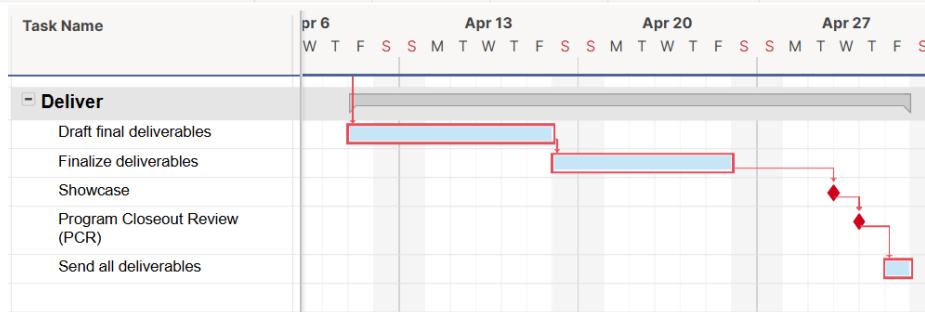 Task Name
pr 6
Apr 13
Apr 20
Apr 27
W T F S S M T W T F S S M T W T F S S M T W T F S
Deliver
Draft final deliverables
Finalize deliverables
Showcase
Program Closeout Review
(PCR)
Send all deliverables